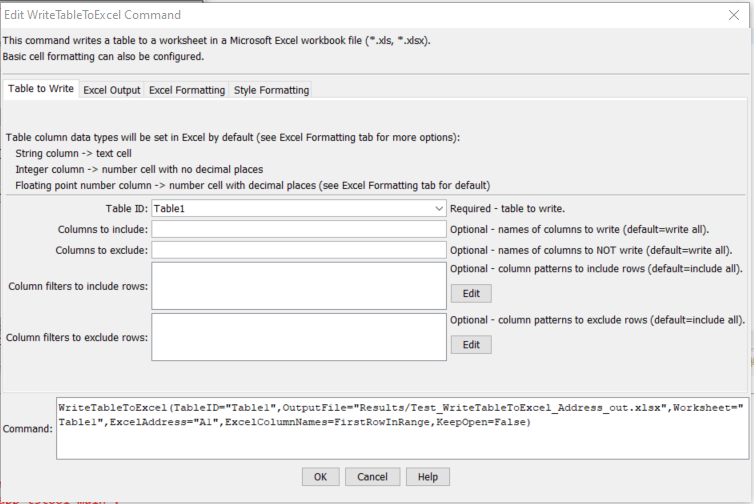 Edit WriteTableToExcel Command
This command writes a table to a worksheet in a Microsoft Excel workbook file (*.xls, *.xlsx).
Basic cell formatting can also be configured.
Table to Write Excel Output Excel Formatting Style Formatting
Table column data types will be set in Excel by default (see Excel Formatting tab for more options):
String column -> text cell
Integer column -> number cell with no decimal places
Floating point number column -> number cell with decimal places (see Excel Formatting tab for default)
Table ID: Table1 Required - table to write.
Columns to include: Optional - names of columns to write (default=write all).
Columns to exclude: Optional - names of columns to NOT write (default=write all).
Optional - column patterns to include rows (default=include all).
Column filters to include rows: Edit
Optional - column patterns to exclude rows (default=include all).
Column filters to exclude rows: Edit
WriteTableToExcel(TableID="Table1",OutputFile="Results/Test_WriteTableToExcel_Address_out.xlsx",Worksheet="
Command: Table1",ExcelAddress="A1",ExcelColumnNames=FirstRowInRange,KeepOpen=False)
OK Cancel Help